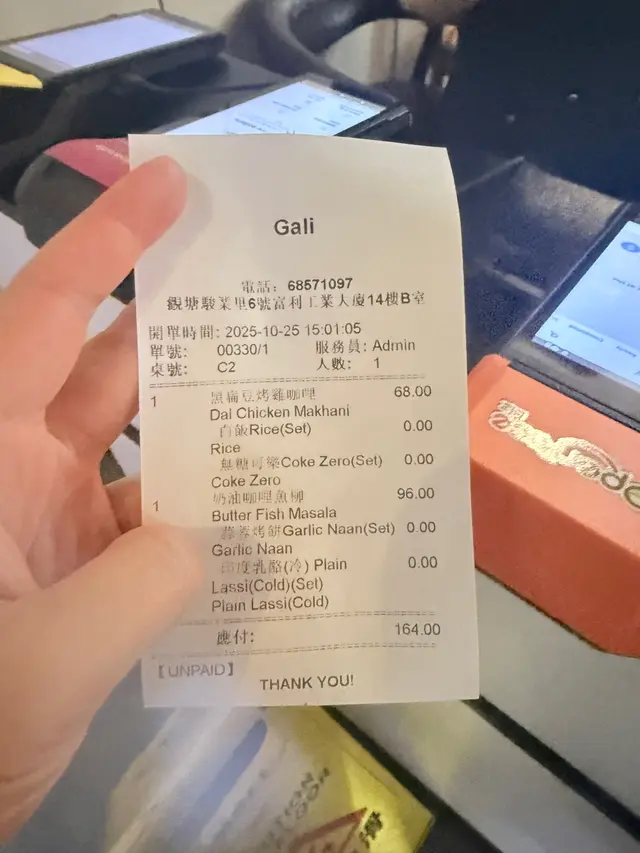 Gali
電話: 68571097
觀塘駿業里6號富利工業大廈14樓B室
開單時間: 2025-10-25 15:01:05
單號: 00330/1 服務員: Admin
桌號: C2 人數: 1
1 黑扁豆烤雞咖哩 68.00
Dal Chicken Makhani
白飯Rice(Set) 0.00
Rice
無糖可樂Coke Zero(Set) 0.00
Coke Zero
1 奶油咖哩魚柳 96.00
Butter Fish Masala
蒜蓉烤餅Garlic Naan(Set) 0.00
Garlic Naan
印度乳酪(冷) Plain 0.00
Lassi(Cold)(Set)
Plain Lassi(Cold)
應付: 164.00
【UNPAID】
THANK YOU!